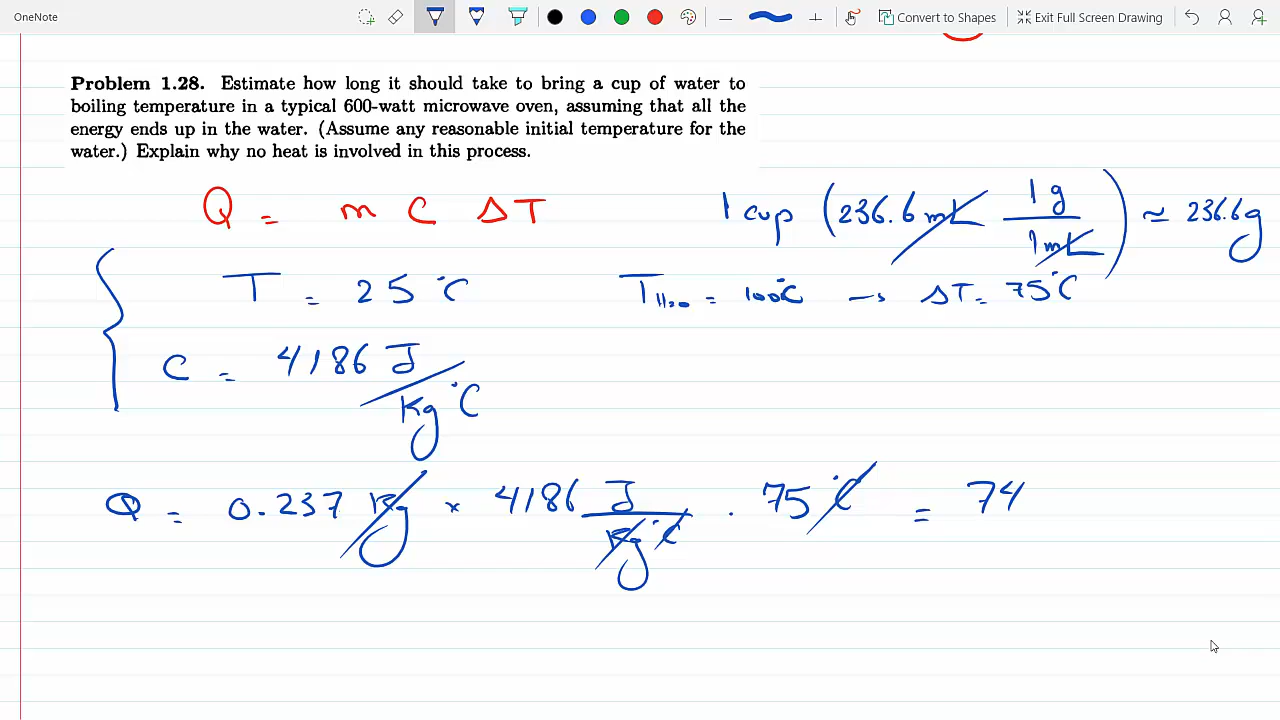 OneNote
Convert to Shapes
Exit Full Screen Drawing
Problem 1.28. Estimate how long it should take to bring a cup of water to
boiling temperature in a typical 600-watt microwave oven, assuming that all the
energy ends up in the water. (Assume any reasonable initial temperature for the
water.) Explain why no heat is involved in this process.
Q = m C ΔT
1 cup (236.6 mL 1g / 1mL) ≈ 236.6g
T = 25 °C
T H2O = 100°C → ΔT = 75°C
C = 4186 J / Kg °C
Q = 0.237 Kg × 4186 J / Kg °C · 75 °C = 74